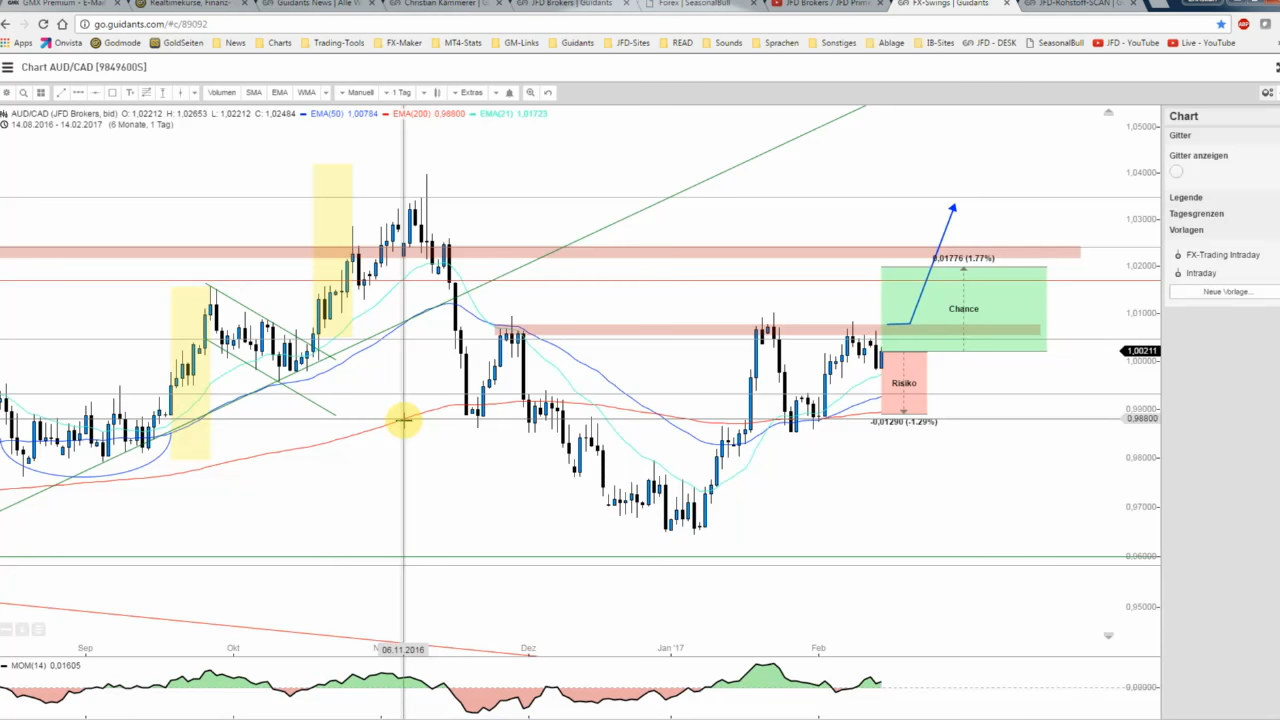 GMX Premium - E-Mail Realtimekurse, Finanz- Guidants News | Alle W Christian Kämmerer | G JFD Brokers | Guidants Forex | SeasonalBull JFD Brokers / JFD Prim FX-Swings | Guidants JFD-Rohstoff-SCAN |
go.guidants.com/#c/89092
Apps Onvista Godmode GoldSeiten News Charts Trading-Tools FX-Maker MT4-Stats GM-Links Guidants JFD-Sites READ Sounds Sprachen Sonstiges Ablage IB-Sites JFD - DESK SeasonalBull JFD - YouTube Live - YouTube
Chart AUD/CAD [9849600S]
Volumen SMA EMA WMA Manuell 1 Tag Extras
AUD/CAD (JFD Brokers, bid) O: 1,02212 H: 1,02653 L: 1,02212 C: 1,02484 EMA(50) 1,00784 EMA(200) 0,98800 EMA(21) 1,01723
14.08.2016 - 14.02.2017 (6 Monate, 1 Tag)
Chart
Gitter
Gitter anzeigen
Legende
Tagesgrenzen
Vorlagen
FX-Trading Intraday
Intraday
Neue Vorlage...
1,05000
1,04000
1,03000
1,02000
1,01000
1,00211
1,00000
0,99000
0,98800
0,98000
0,97000
0,96000
0,95000
0,01776 (1.77%)
Chance
Risiko
-0,01290 (-1.29%)
Sep Okt N 06.11.2016 Dez Jan '17 Feb
MOM(14) 0,01605
0,00000